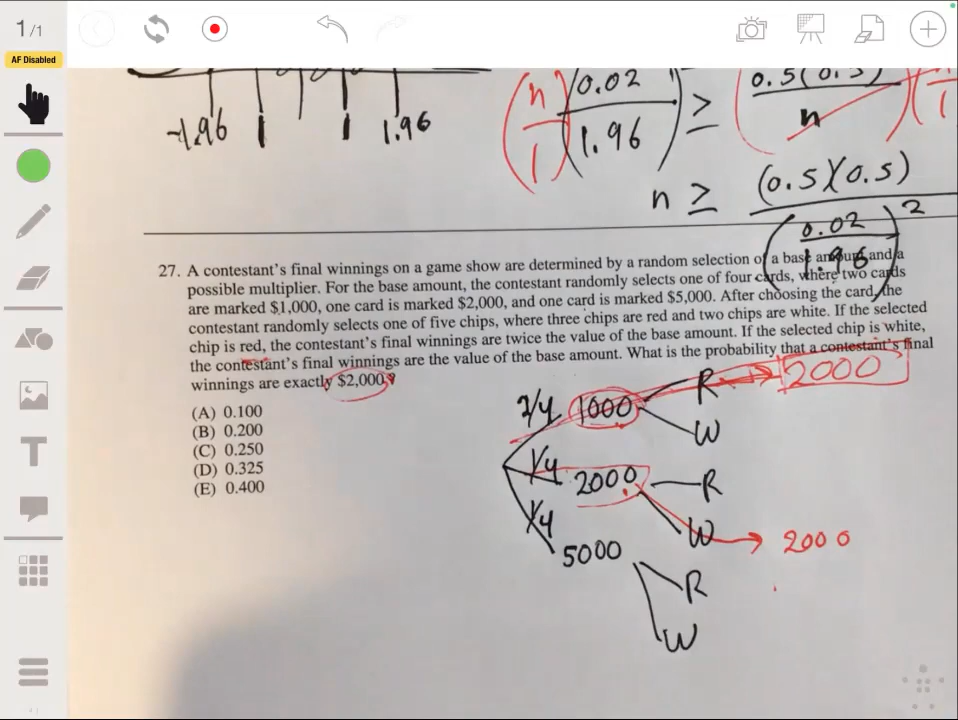 1/1
AF Disabled
-1.96 1 1 1.96
(n/1)(0.02/1.96) ≥ 0.5(0.5)/n
n ≥ (0.5)(0.5)
(0.02/1.96)2
27. A contestant's final winnings on a game show are determined by a random selection of a base amount and a
possible multiplier. For the base amount, the contestant randomly selects one of four cards, where two cards
are marked $1,000, one card is marked $2,000, and one card is marked $5,000. After choosing the card, the
contestant randomly selects one of five chips, where three chips are red and two chips are white. If the selected
chip is red, the contestant's final winnings are twice the value of the base amount. If the selected chip is white,
the contestant's final winnings are the value of the base amount. What is the probability that a contestant's final
winnings are exactly $2,000?
(A) 0.100
(B) 0.200
(C) 0.250
(D) 0.325
(E) 0.400
2/4 1000 R 2000
W
1/4 2000 R
W 2000
1/4 5000
R
W
T